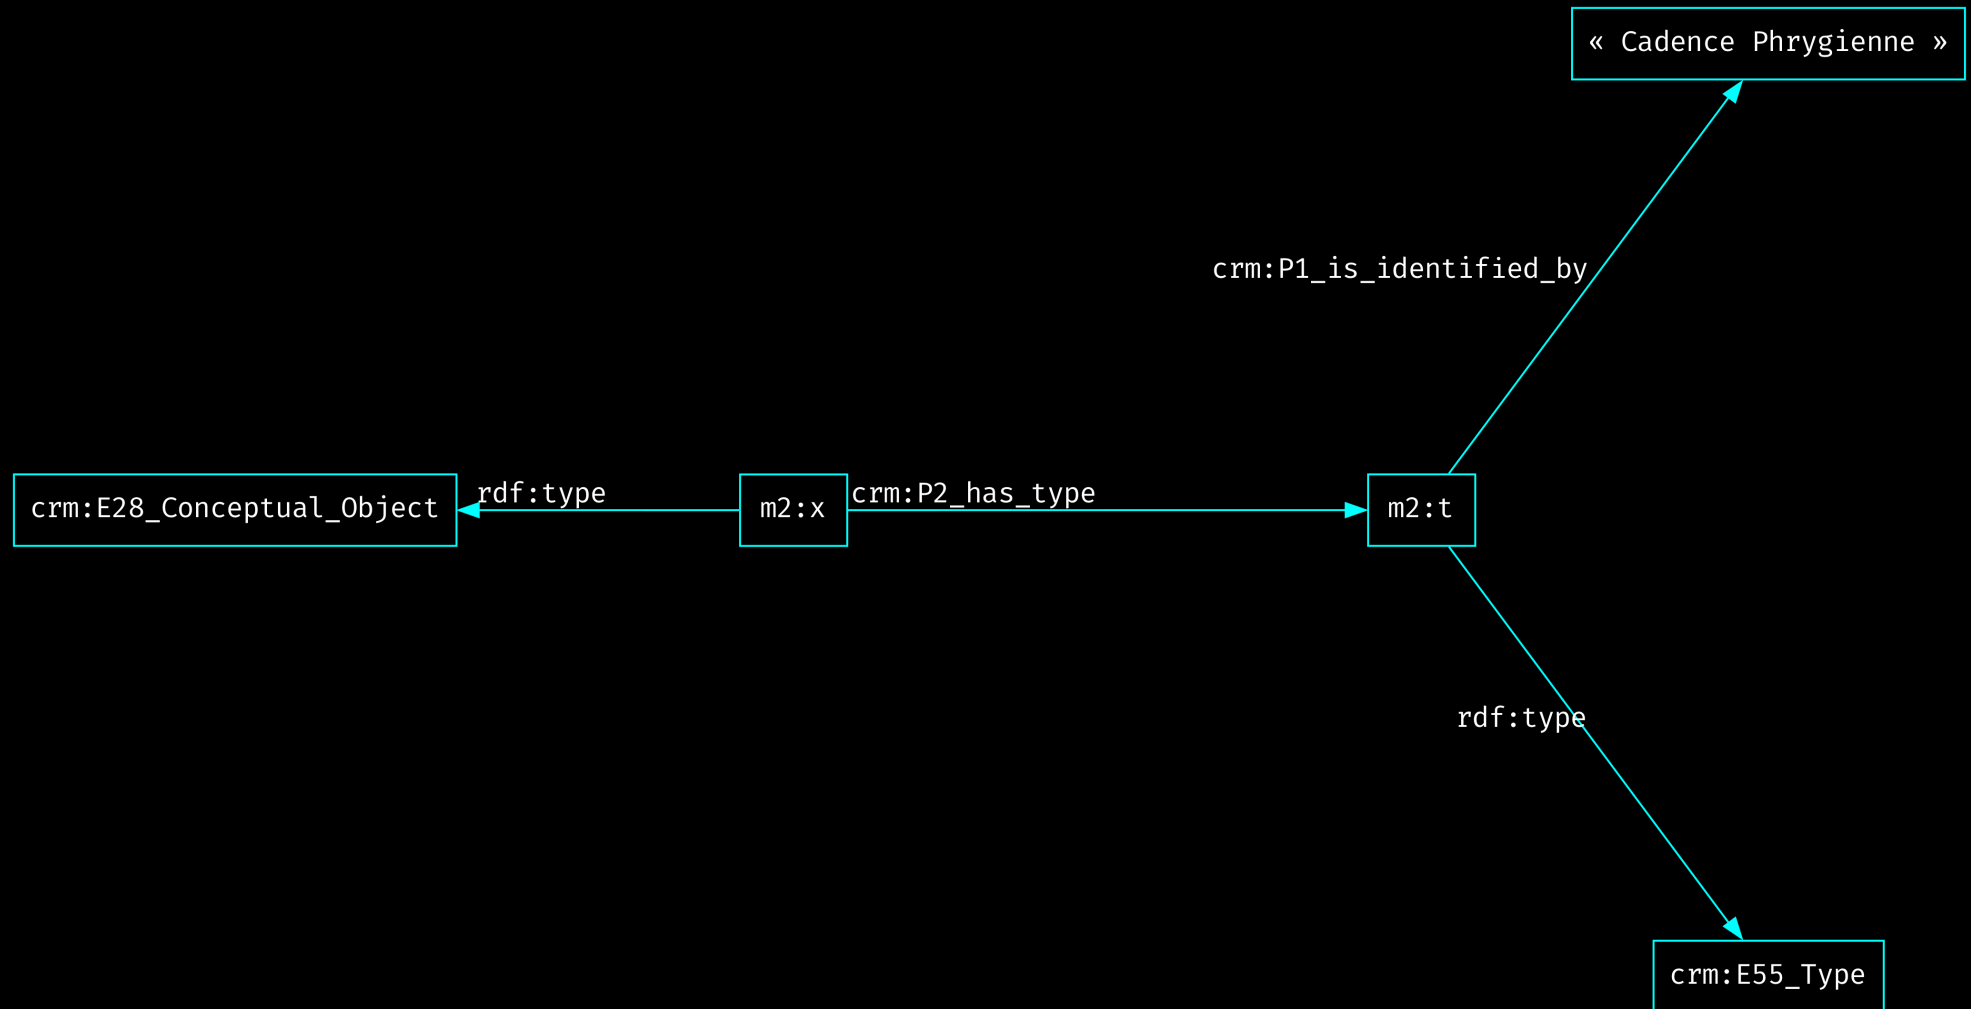 « Cadence Phrygienne »
crm:P1_is_identified_by
crm:E28_Conceptual_Object
rdf:type
m2:x
crm:P2_has_type
m2:t
rdf:type
crm:E55_Type